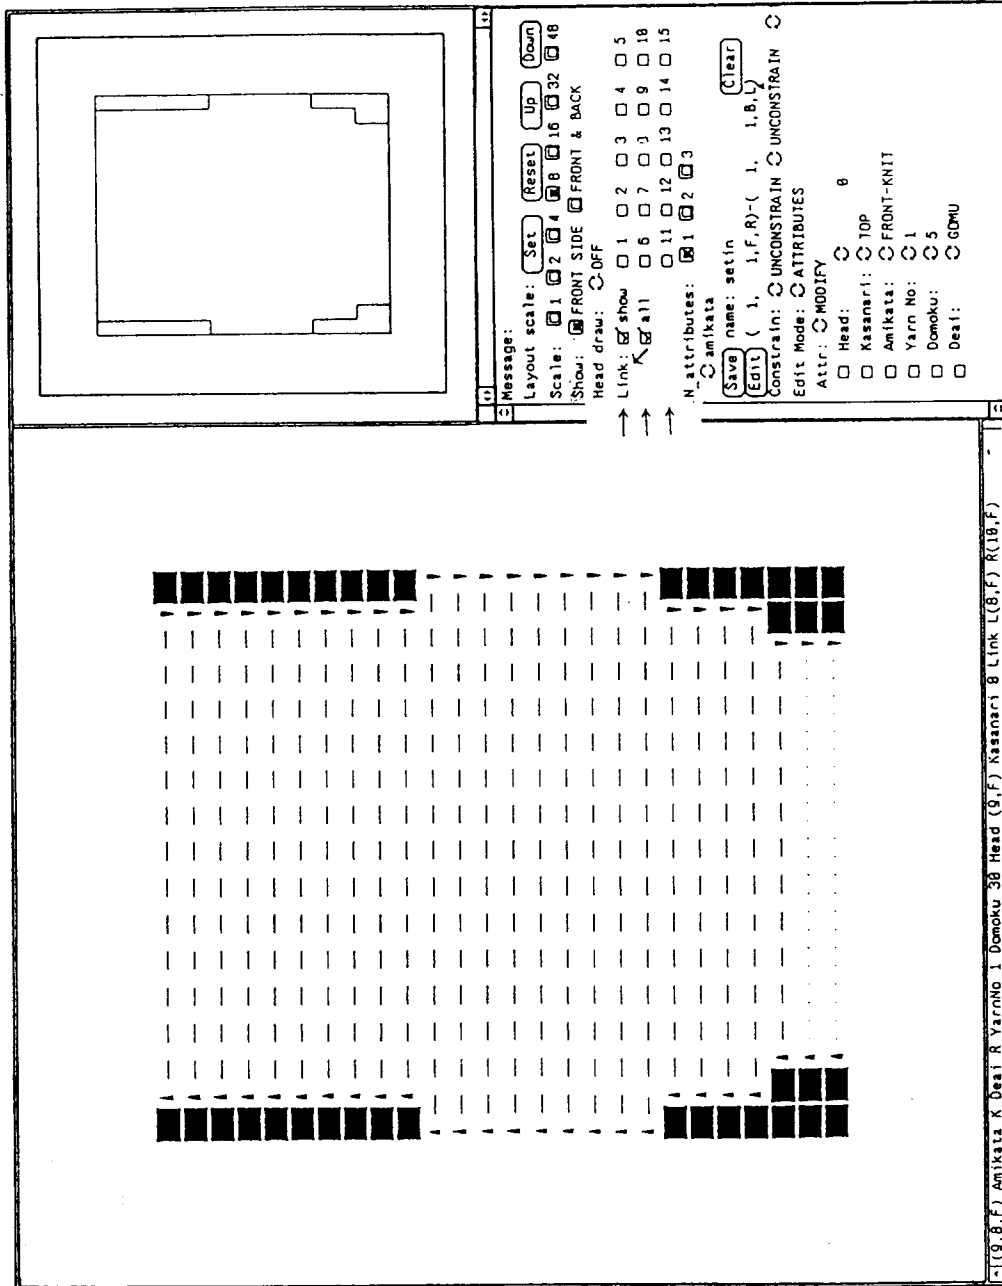 Message:
Layout scale: Set Reset Up Down
Scale: 1 2 4 8 16 32 48
Show: FRONT SIDE FRONT & BACK
Head draw: OFF
Link: show 1 2 3 4 5
all 6 7 8 9 10
11 12 13 14 15
N_attributes: 1 2 3
amikata
Save name: setin Clear
Edit ( 1, 1,F,R)-( 1, 1,B,L)
Constrain: UNCONSTRAIN UNCONSTRAIN
Edit Mode: ATTRIBUTES
Attr: MODIFY
Head: 0
Kasanari: TOP
Amikata: FRONT-KNIT
Yarn No: 1
Domoku: 5
Deai: GOMU
(9,8,F) Amikata K Deai R YarnNo 1 Domoku 30 Head (9,F) Kasanari 0 Link L(8,F) R(10,F)